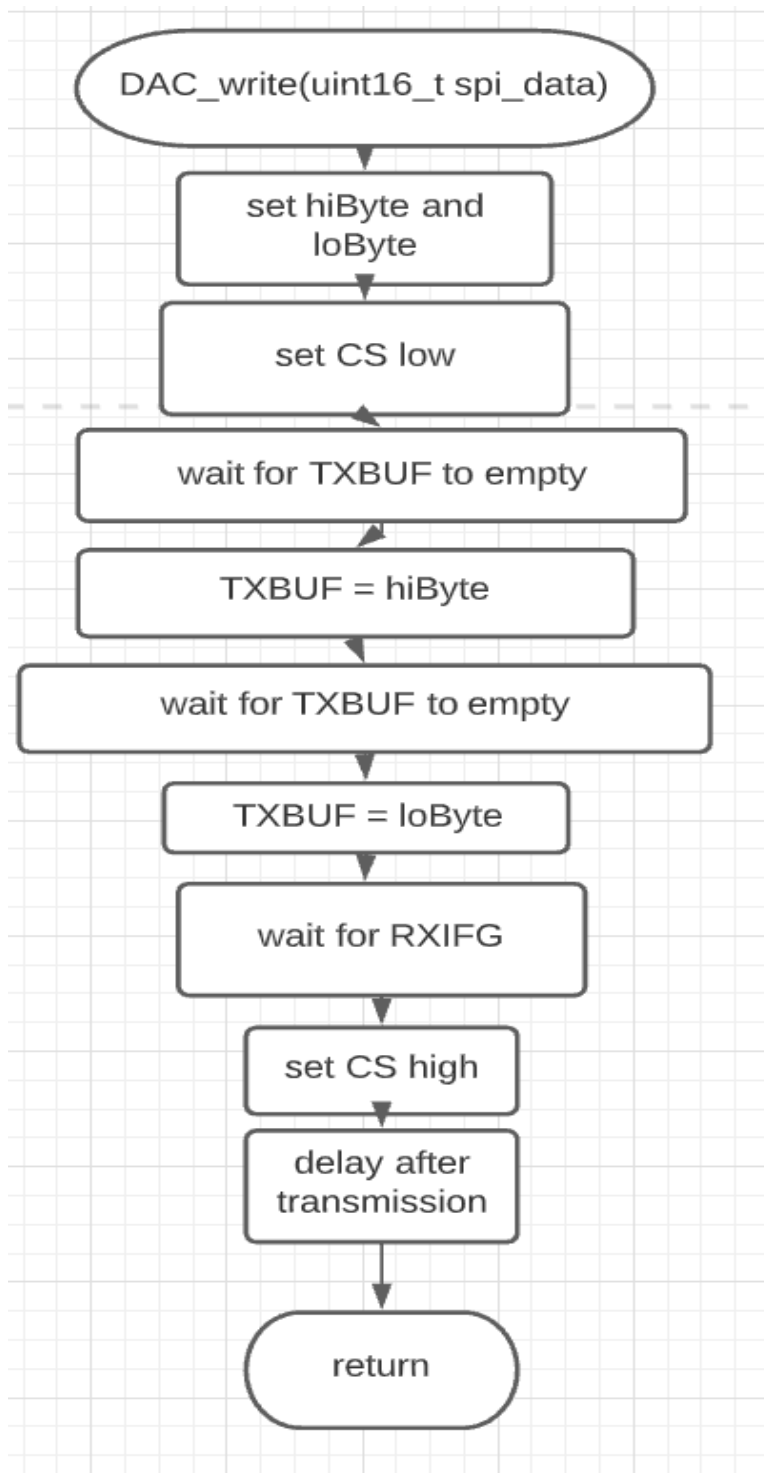 DAC_write(uint16_t spi_data)
set hiByte and
loByte
set CS low
wait for TXBUF to empty
TXBUF = hiByte
wait for TXBUF to empty
TXBUF = loByte
wait for RXIFG
set CS high
delay after
transmission
return